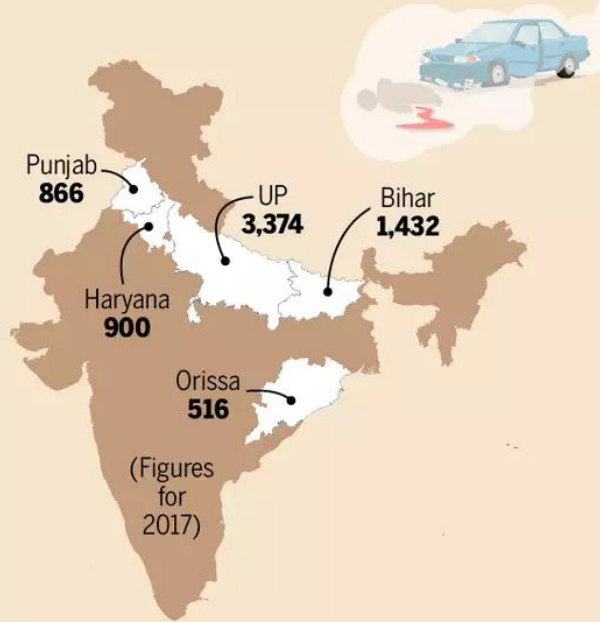 Punjab
866
UP
3,374
Bihar
1,432
Haryana
900
Orissa
516
(Figures
for
2017)